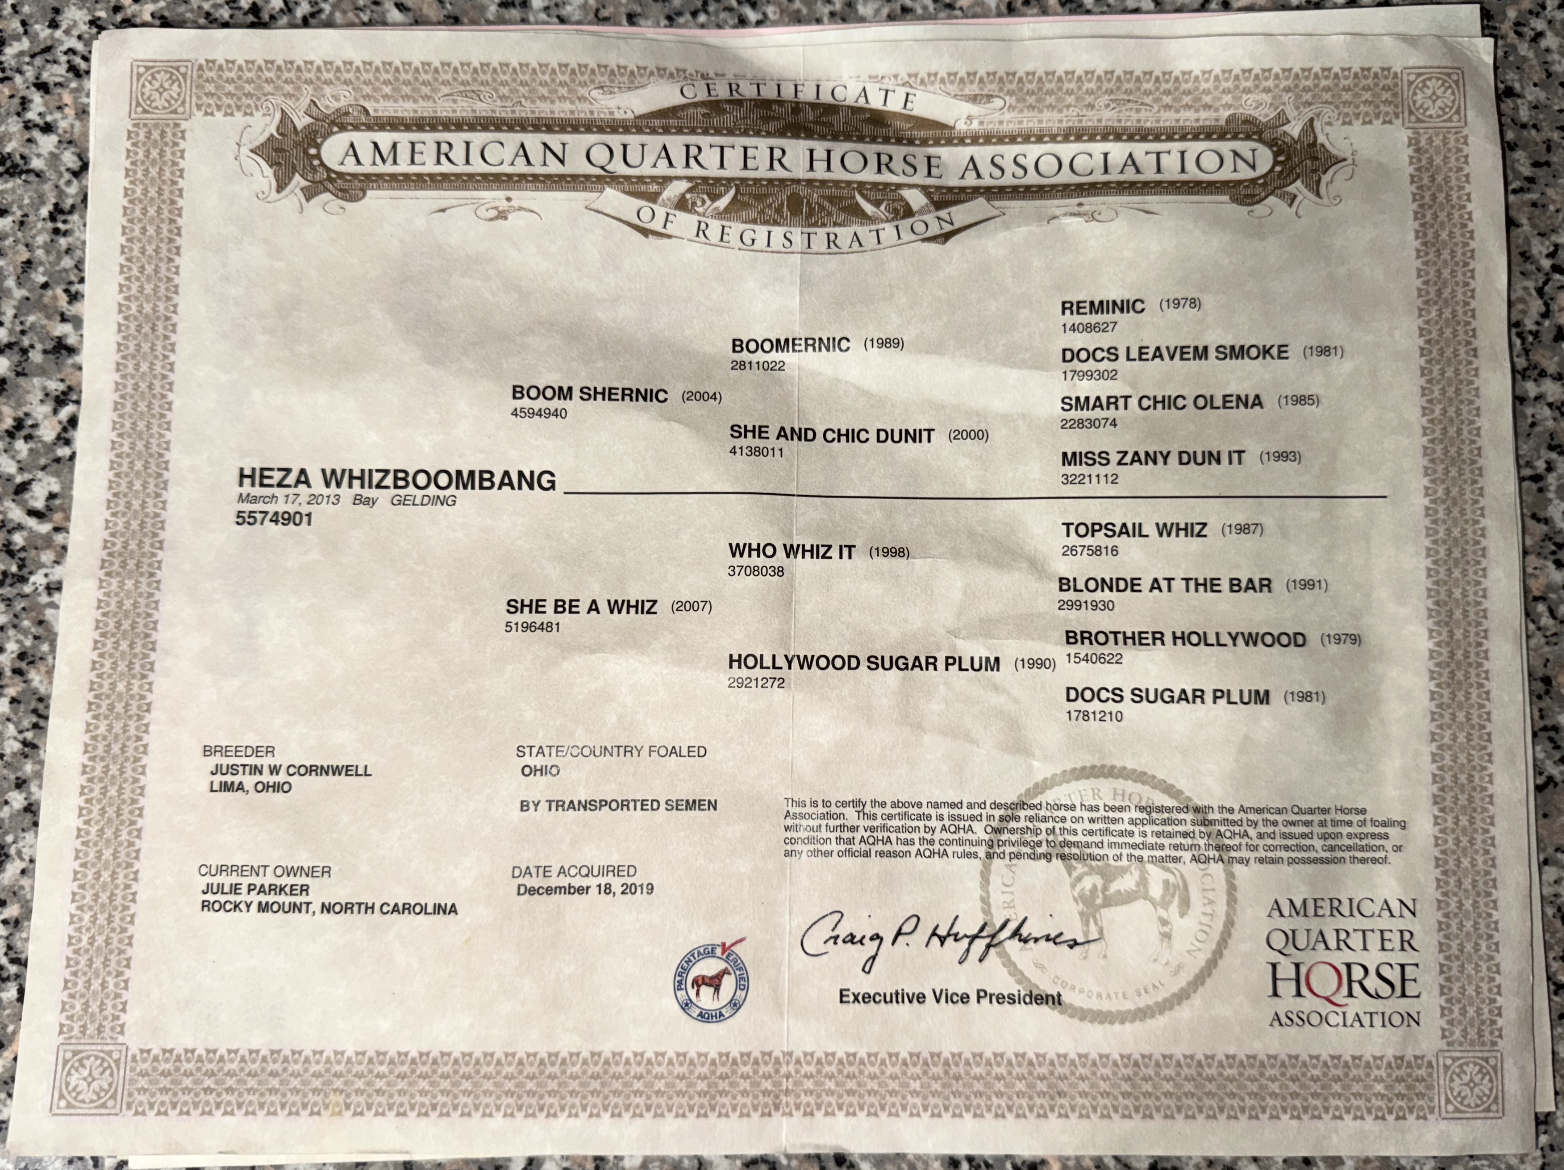 CERTIFICATE
AMERICAN QUARTER HORSE ASSOCIATION
OF REGISTRATION
REMINIC (1978)
1408627
BOOMERNIC (1989)
2811022
DOCS LEAVEM SMOKE (1981)
1799302
BOOM SHERNIC (2004)
4594940
SMART CHIC OLENA (1985)
2283074
SHE AND CHIC DUNIT (2000)
4138011
MISS ZANY DUN IT (1993)
3221112
HEZA WHIZBOOMBANG
March 17, 2013 Bay GELDING
5574901
TOPSAIL WHIZ (1987)
2675816
WHO WHIZ IT (1998)
3708038
BLONDE AT THE BAR (1991)
2991930
SHE BE A WHIZ (2007)
5196481
BROTHER HOLLYWOOD (1979)
1540622
HOLLYWOOD SUGAR PLUM (1990)
2921272
DOCS SUGAR PLUM (1981)
1781210
BREEDER
JUSTIN W CORNWELL
LIMA, OHIO
STATE/COUNTRY FOALED
OHIO
BY TRANSPORTED SEMEN
This is to certify the above named and described horse has been registered with the American Quarter Horse
Association. This certificate is issued in sole reliance on written application submitted by the owner at time of foaling
without further verification by AQHA. Ownership of this certificate is retained by AQHA, and issued upon express
condition that AQHA has the continuing privilege to demand immediate return thereof for correction, cancellation, or
any other official reason AQHA rules, and pending resolution of the matter, AQHA may retain possession thereof.
CURRENT OWNER
JULIE PARKER
ROCKY MOUNT, NORTH CAROLINA
DATE ACQUIRED
December 18, 2019
PARENTAGE VERIFIED
AQHA
Craig P. Huffhines
Executive Vice President
CORPORATE SEAL
AMERICAN
QUARTER
HORSE
ASSOCIATION